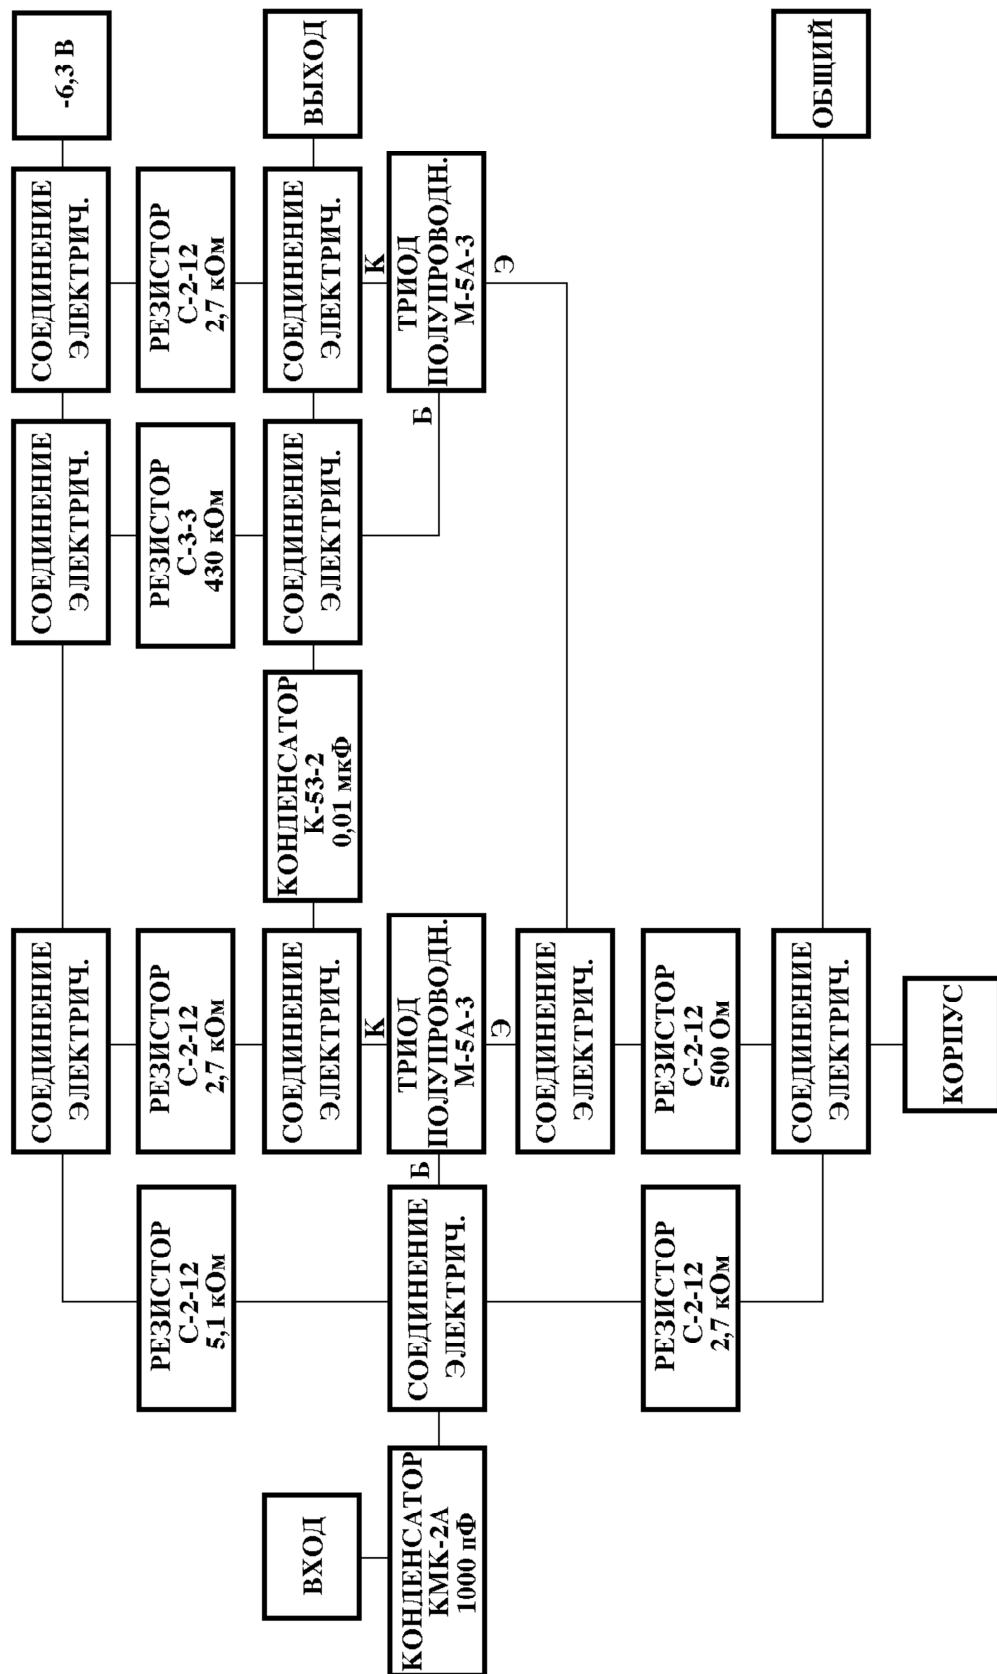 СОЕДИНЕНИЕ
ЭЛЕКТРИЧ.
СОЕДИНЕНИЕ
ЭЛЕКТРИЧ.
СОЕДИНЕНИЕ
ЭЛЕКТРИЧ.
-6,3 В
РЕЗИСТОР
С-2-12
5,1 кОм
РЕЗИСТОР
С-2-12
2,7 кОм
РЕЗИСТОР
С-3-3
430 кОм
РЕЗИСТОР
С-2-12
2,7 кОм
ВХОД
СОЕДИНЕНИЕ
ЭЛЕКТРИЧ.
КОНДЕНСАТОР
К-53-2
0,01 мкФ
СОЕДИНЕНИЕ
ЭЛЕКТРИЧ.
СОЕДИНЕНИЕ
ЭЛЕКТРИЧ.
ВЫХОД
К
К
КОНДЕНСАТОР
КМК-2А
1000 пФ
СОЕДИНЕНИЕ
ЭЛЕКТРИЧ.
Б
ТРИОД
ПОЛУПРОВОДН.
М-5А-3
Б
ТРИОД
ПОЛУПРОВОДН.
М-5А-3
Э
Э
СОЕДИНЕНИЕ
ЭЛЕКТРИЧ.
РЕЗИСТОР
С-2-12
2,7 кОм
РЕЗИСТОР
С-2-12
500 Ом
СОЕДИНЕНИЕ
ЭЛЕКТРИЧ.
ОБЩИЙ
КОРПУС